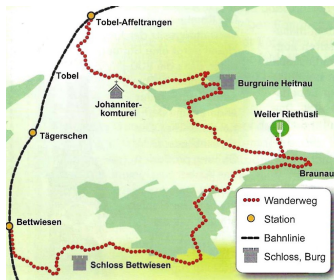 Tobel-Affeltrangen
Tobel
Johanniter-
komturei
Burgruine Heitnau
Weiler Riethüsli
Tägerschen
Braunau
Bettwiesen
Schloss Bettwiesen
Wanderweg
Station
Bahnlinie
Schloss, Burg